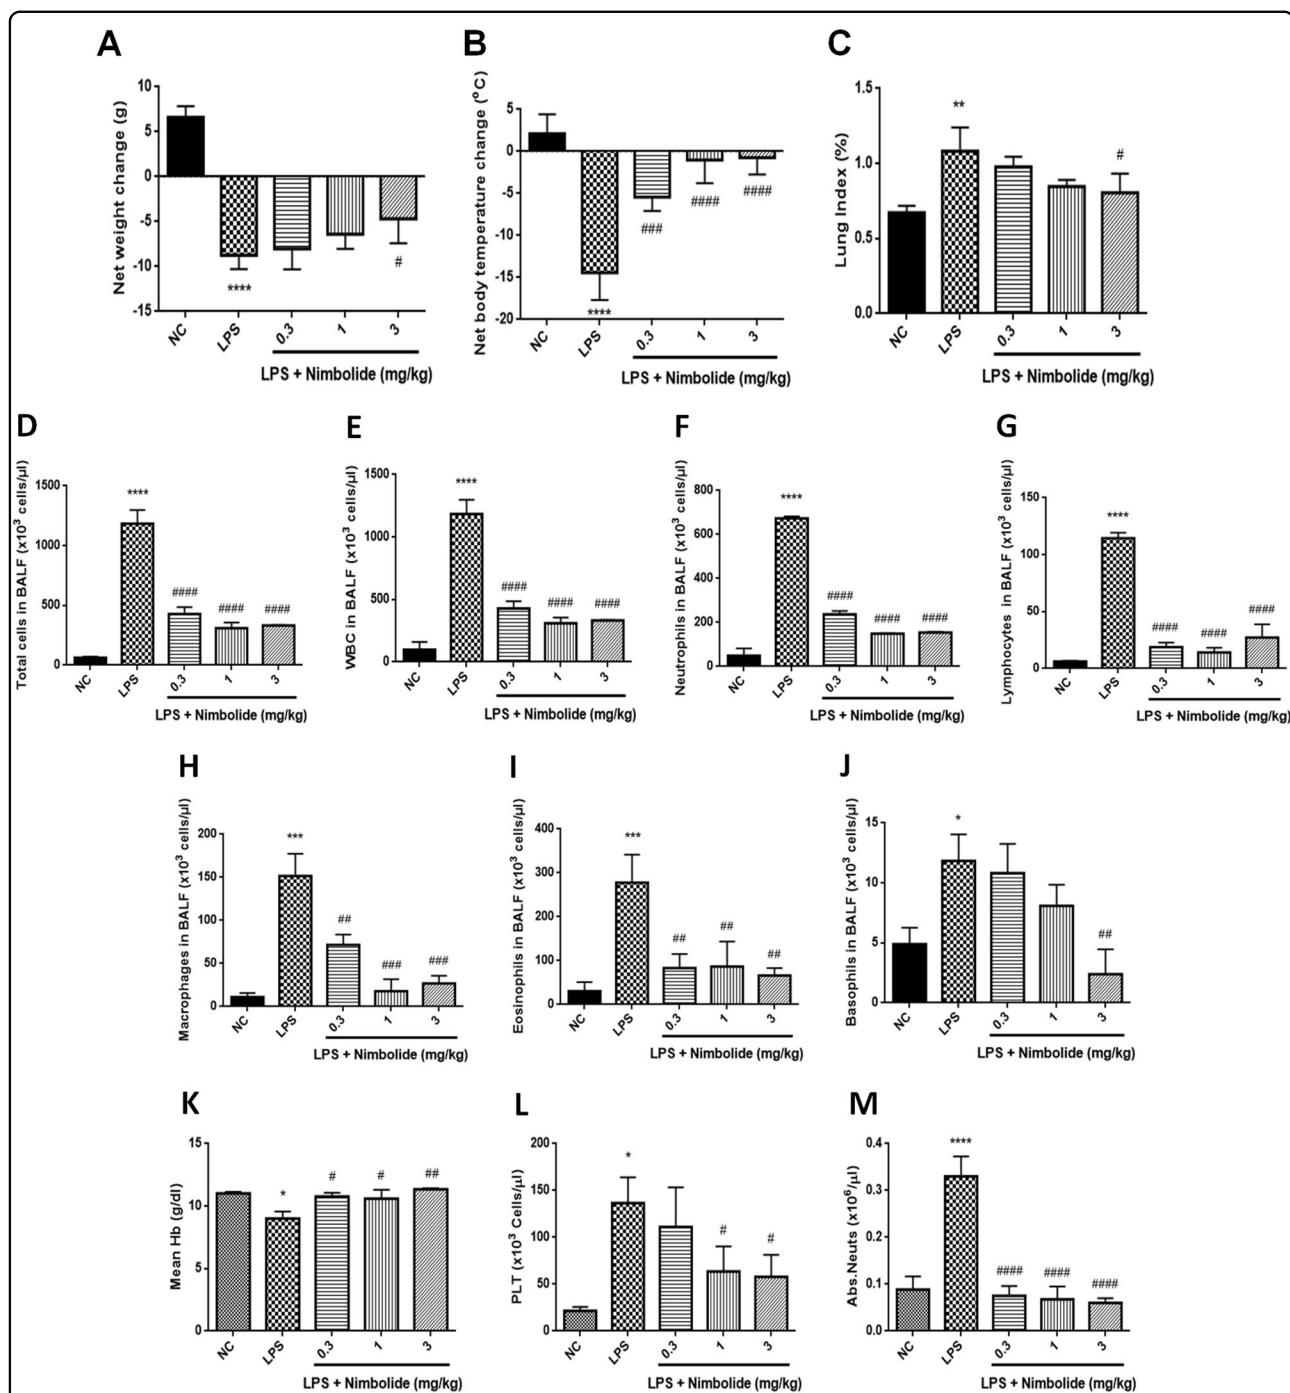 A
Net weight change (g)
10
5
0
-5
-10
-15
****
#
NC
LPS
0.3
1
3
LPS + Nimbolide (mg/kg)
B
Net body temperature change (°C)
5
0
-5
-10
-15
-20
****
###
####
####
NC
LPS
0.3
1
3
LPS + Nimbolide (mg/kg)
C
Lung Index (%)
1.5
1.0
0.5
0.0
**
#
NC
LPS
0.3
1
3
LPS + Nimbolide (mg/kg)
D
Total cells in BALF (x10³ cells/µl)
1500
1000
500
0
****
####
####
####
NC
LPS
0.3
1
3
LPS + Nimbolide (mg/kg)
E
WBC in BALF (x10³ cells/µl)
1500
1000
500
0
****
####
####
####
NC
LPS
0.3
1
3
LPS + Nimbolide (mg/kg)
F
Neutrophils in BALF (x10³ cells/µl)
800
600
400
200
0
****
####
####
####
NC
LPS
0.3
1
3
LPS + Nimbolide (mg/kg)
G
Lymphocytes in BALF (x10³ cells/µl)
150
100
50
0
****
####
####
####
NC
LPS
0.3
1
3
LPS + Nimbolide (mg/kg)
H
Macrophages in BALF (x10³ cells/µl)
200
150
100
50
0
***
##
###
###
NC
LPS
0.3
1
3
LPS + Nimbolide (mg/kg)
I
Eosinophils in BALF (x10³ cells/µl)
400
300
200
100
0
***
##
##
##
NC
LPS
0.3
1
3
LPS + Nimbolide (mg/kg)
J
Basophils in BALF (x10³ cells/µl)
15
10
5
0
*
##
NC
LPS
0.3
1
3
LPS + Nimbolide (mg/kg)
K
Mean Hb (g/dl)
15
10
5
0
*
#
#
##
NC
LPS
0.3
1
3
LPS + Nimbolide (mg/kg)
L
PLT (x10³ Cells/µl)
200
150
100
50
0
*
#
#
NC
LPS
0.3
1
3
LPS + Nimbolide (mg/kg)
M
Abs.Neuts (x10⁶/µl)
0.4
0.3
0.2
0.1
0.0
****
####
####
####
NC
LPS
0.3
1
3
LPS + Nimbolide (mg/kg)